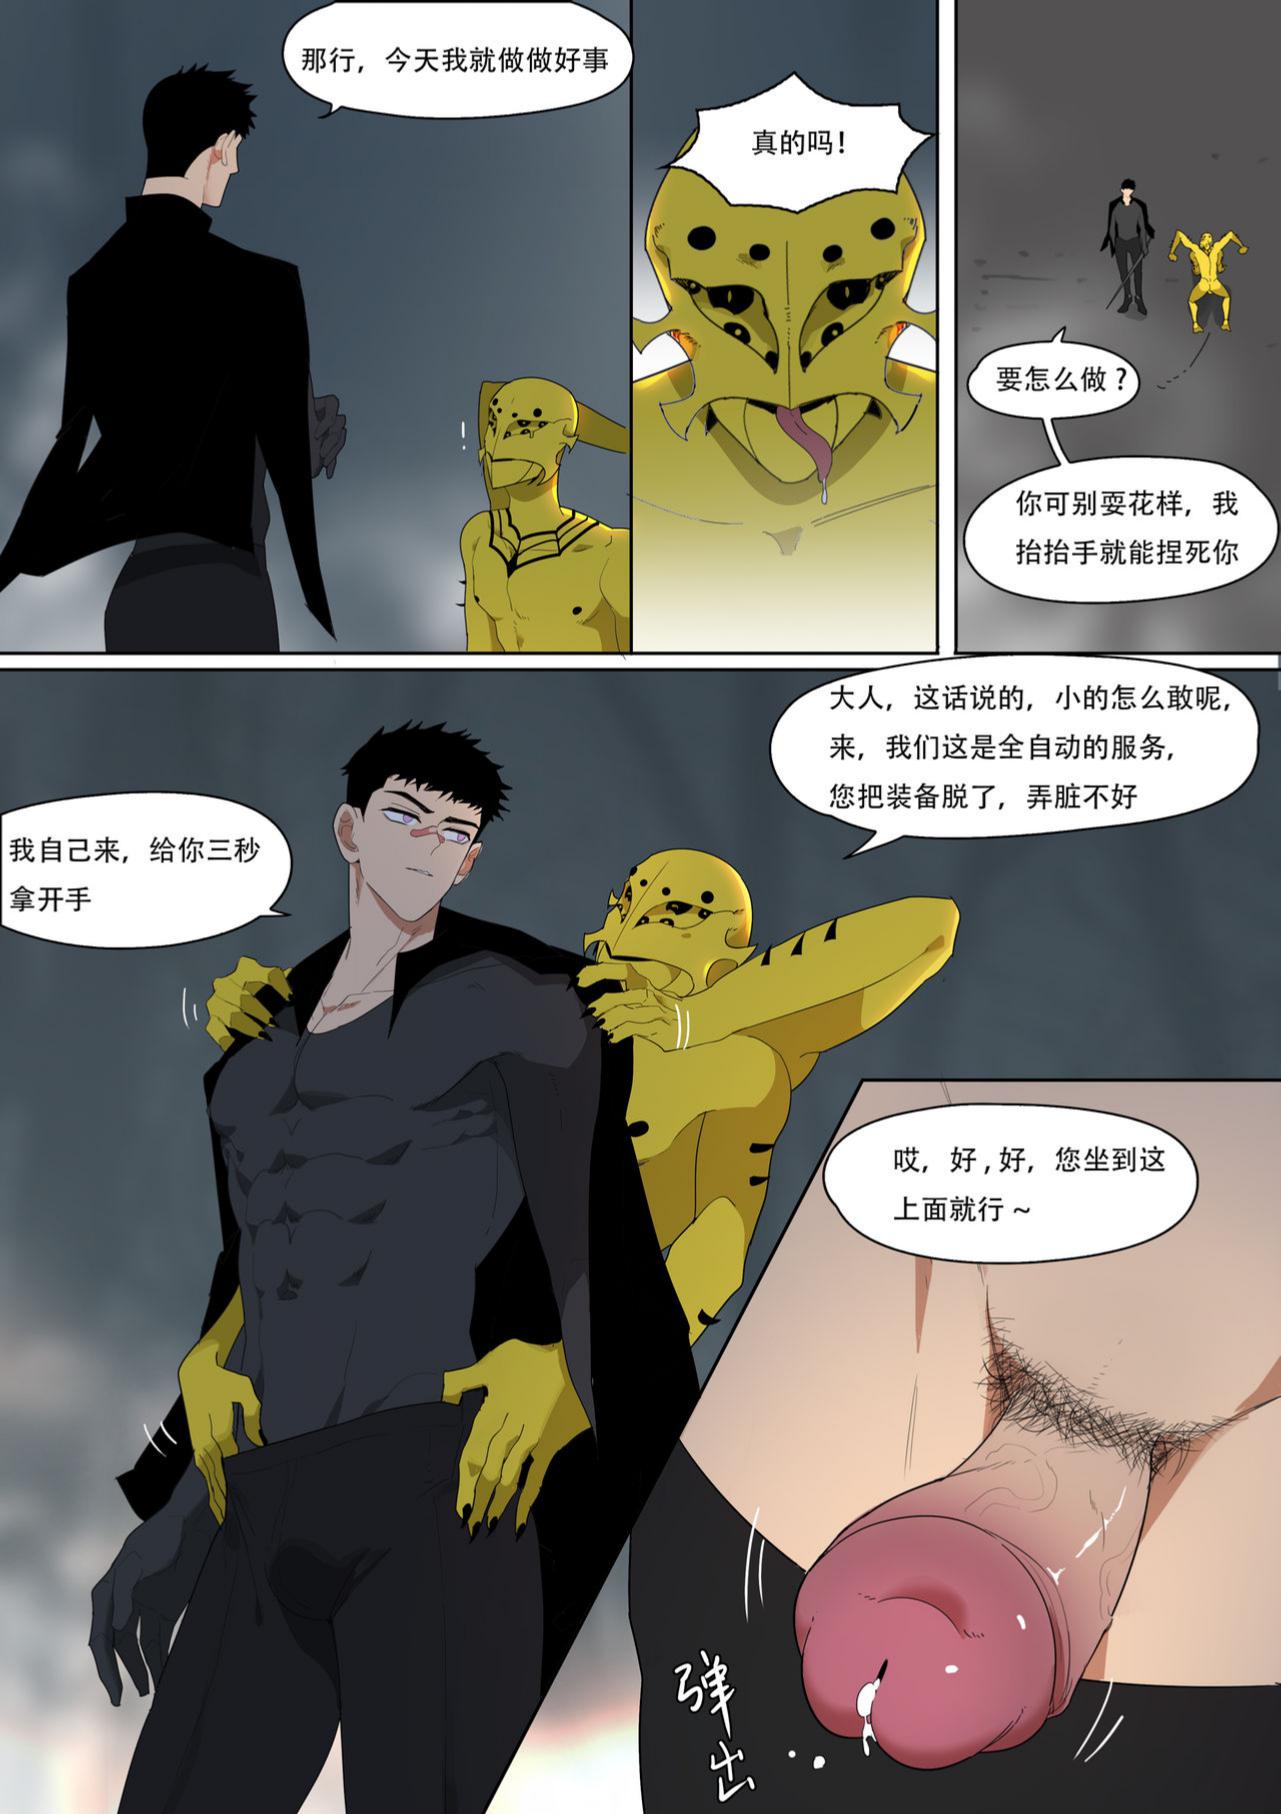 那行，今天我就做做好事
真的吗！
！
要怎么做？
你可别耍花样，我
抬抬手就能捏死你
大人，这话说的，小的怎么敢呢，
来，我们这是全自动的服务，
您把装备脱了，弄脏不好
我自己来，给你三秒
拿开手
哎，好,好，您坐到这
上面就行～
弹出